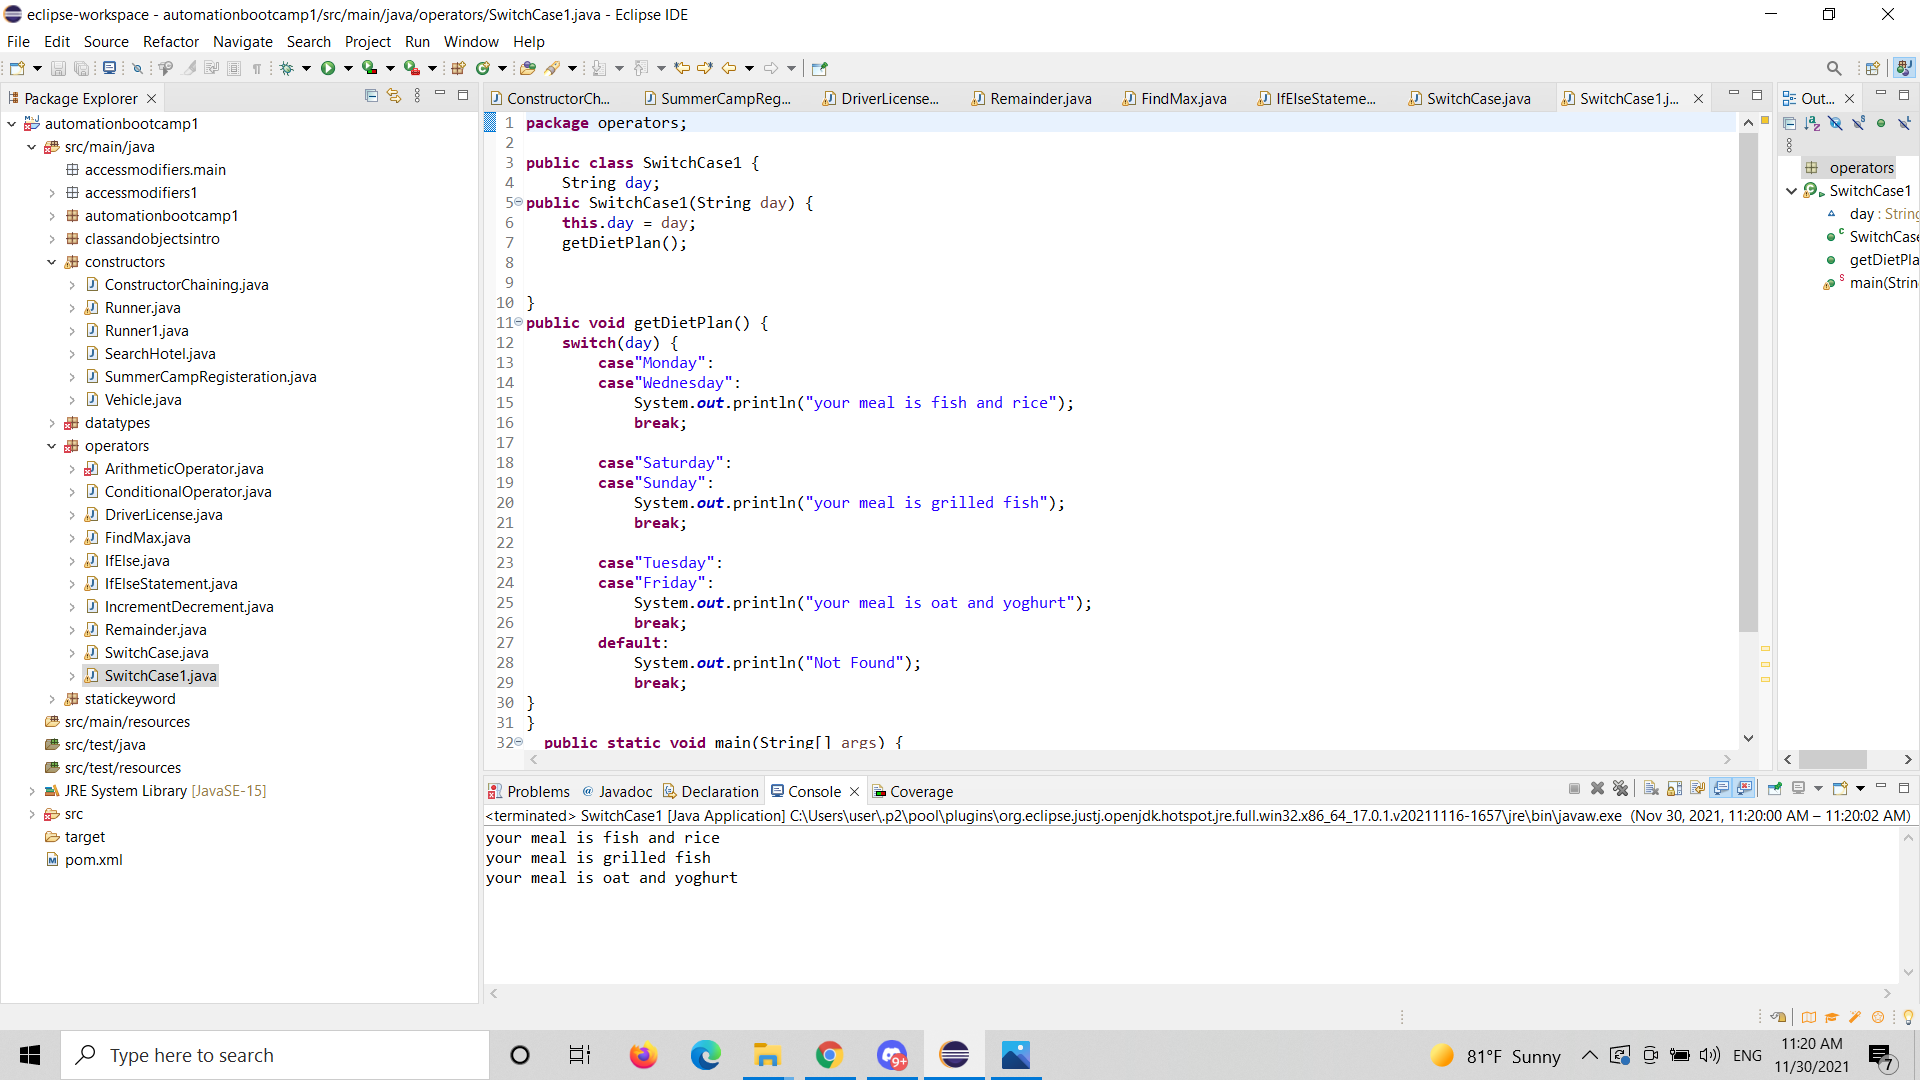 eclipse-workspace - automationbootcamp1/src/main/java/operators/SwitchCase1.java - Eclipse IDE
File Edit Source Refactor Navigate Search Project Run Window Help
Package Explorer
automationbootcamp1
src/main/java
accessmodifiers.main
accessmodifiers1
automationbootcamp1
classandobjectsintro
constructors
ConstructorChaining.java
Runner.java
Runner1.java
SearchHotel.java
SummerCampRegisteration.java
Vehicle.java
datatypes
operators
ArithmeticOperator.java
ConditionalOperator.java
DriverLicense.java
FindMax.java
IfElse.java
IfElseStatement.java
IncrementDecrement.java
Remainder.java
SwitchCase.java
SwitchCase1.java
statickeyword
src/main/resources
src/test/java
src/test/resources
JRE System Library [JavaSE-15]
src
target
pom.xml
ConstructorCh... SummerCampReg... DriverLicense... Remainder.java FindMax.java IfElseStateme... SwitchCase.java SwitchCase1.j...
1 package operators;
2
3 public class SwitchCase1 {
4 String day;
5 public SwitchCase1(String day) {
6 this.day = day;
7 getDietPlan();
8
9
10 }
11 public void getDietPlan() {
12 switch(day) {
13 case"Monday":
14 case"Wednesday":
15 System.out.println("your meal is fish and rice");
16 break;
17
18 case"Saturday":
19 case"Sunday":
20 System.out.println("your meal is grilled fish");
21 break;
22
23 case"Tuesday":
24 case"Friday":
25 System.out.println("your meal is oat and yoghurt");
26 break;
27 default:
28 System.out.println("Not Found");
29 break;
30 }
31 }
32 public static void main(String[] args) {
Out...
operators
SwitchCase1
day : String
SwitchCase
getDietPla
main(Strin
Problems Javadoc Declaration Console Coverage
<terminated> SwitchCase1 [Java Application] C:\Users\user\.p2\pool\plugins\org.eclipse.justj.openjdk.hotspot.jre.full.win32.x86_64_17.0.1.v20211116-1657\jre\bin\javaw.exe (Nov 30, 2021, 11:20:00 AM – 11:20:02 AM)
your meal is fish and rice
your meal is grilled fish
your meal is oat and yoghurt
Type here to search
9+
81°F Sunny
ENG
11:20 AM
11/30/2021
7